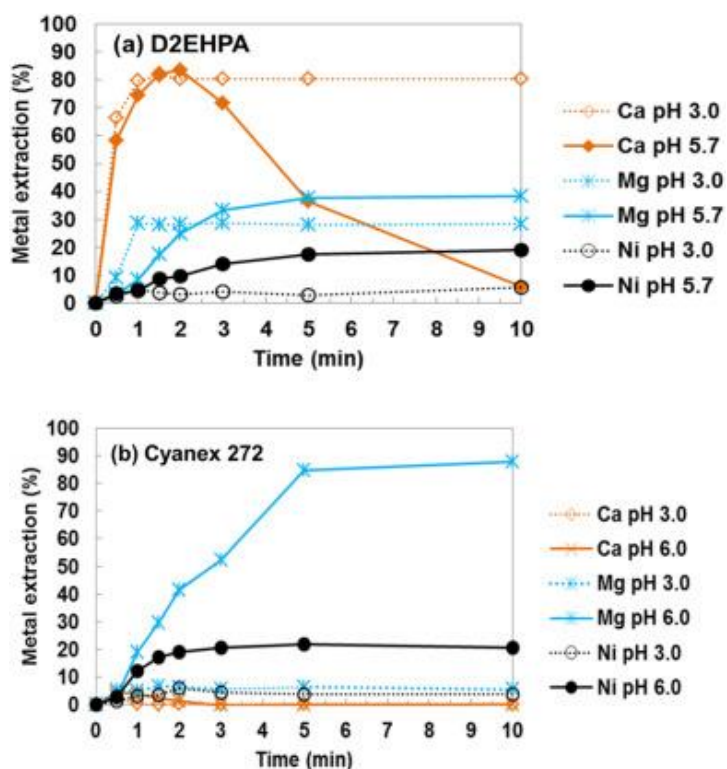 (a) D2EHPA
Metal extraction (%)
100
90
80
70
60
50
40
30
20
10
0
0 1 2 3 4 5 6 7 8 9 10
Time (min)
Ca pH 3.0
Ca pH 5.7
Mg pH 3.0
Mg pH 5.7
Ni pH 3.0
Ni pH 5.7
(b) Cyanex 272
Metal extraction (%)
100
90
80
70
60
50
40
30
20
10
0
0 1 2 3 4 5 6 7 8 9 10
Time (min)
Ca pH 3.0
Ca pH 6.0
Mg pH 3.0
Mg pH 6.0
Ni pH 3.0
Ni pH 6.0